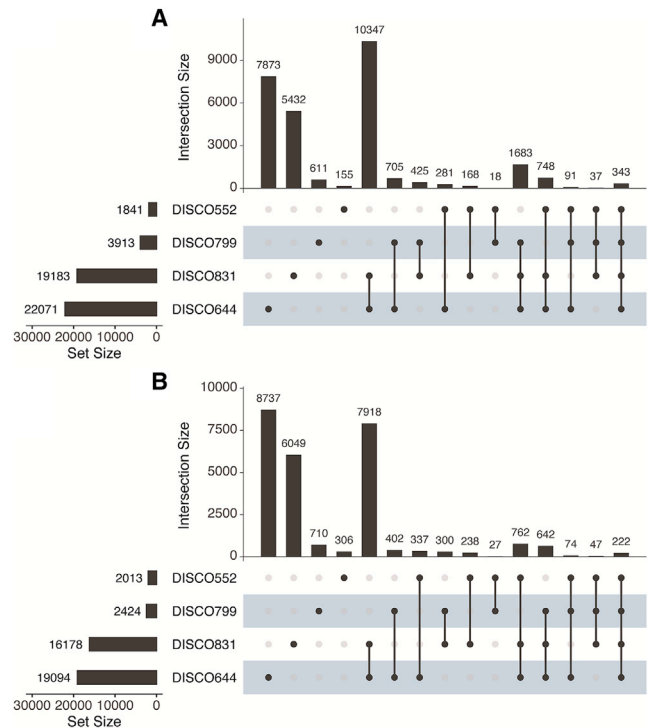 A
Intersection Size
9000
6000
3000
0
7873
5432
611
155
10347
705
425
281
168
18
1683
748
91
37
343
1841 DISCO552
3913 DISCO799
19183 DISCO831
22071 DISCO644
30000 20000 10000 0
Set Size
B
Intersection Size
10000
7500
5000
2500
0
8737
6049
710
306
7918
402
337
300
238
27
762
642
74
47
222
2013 DISCO552
2424 DISCO799
16178 DISCO831
19094 DISCO644
30000 20000 10000 0
Set Size